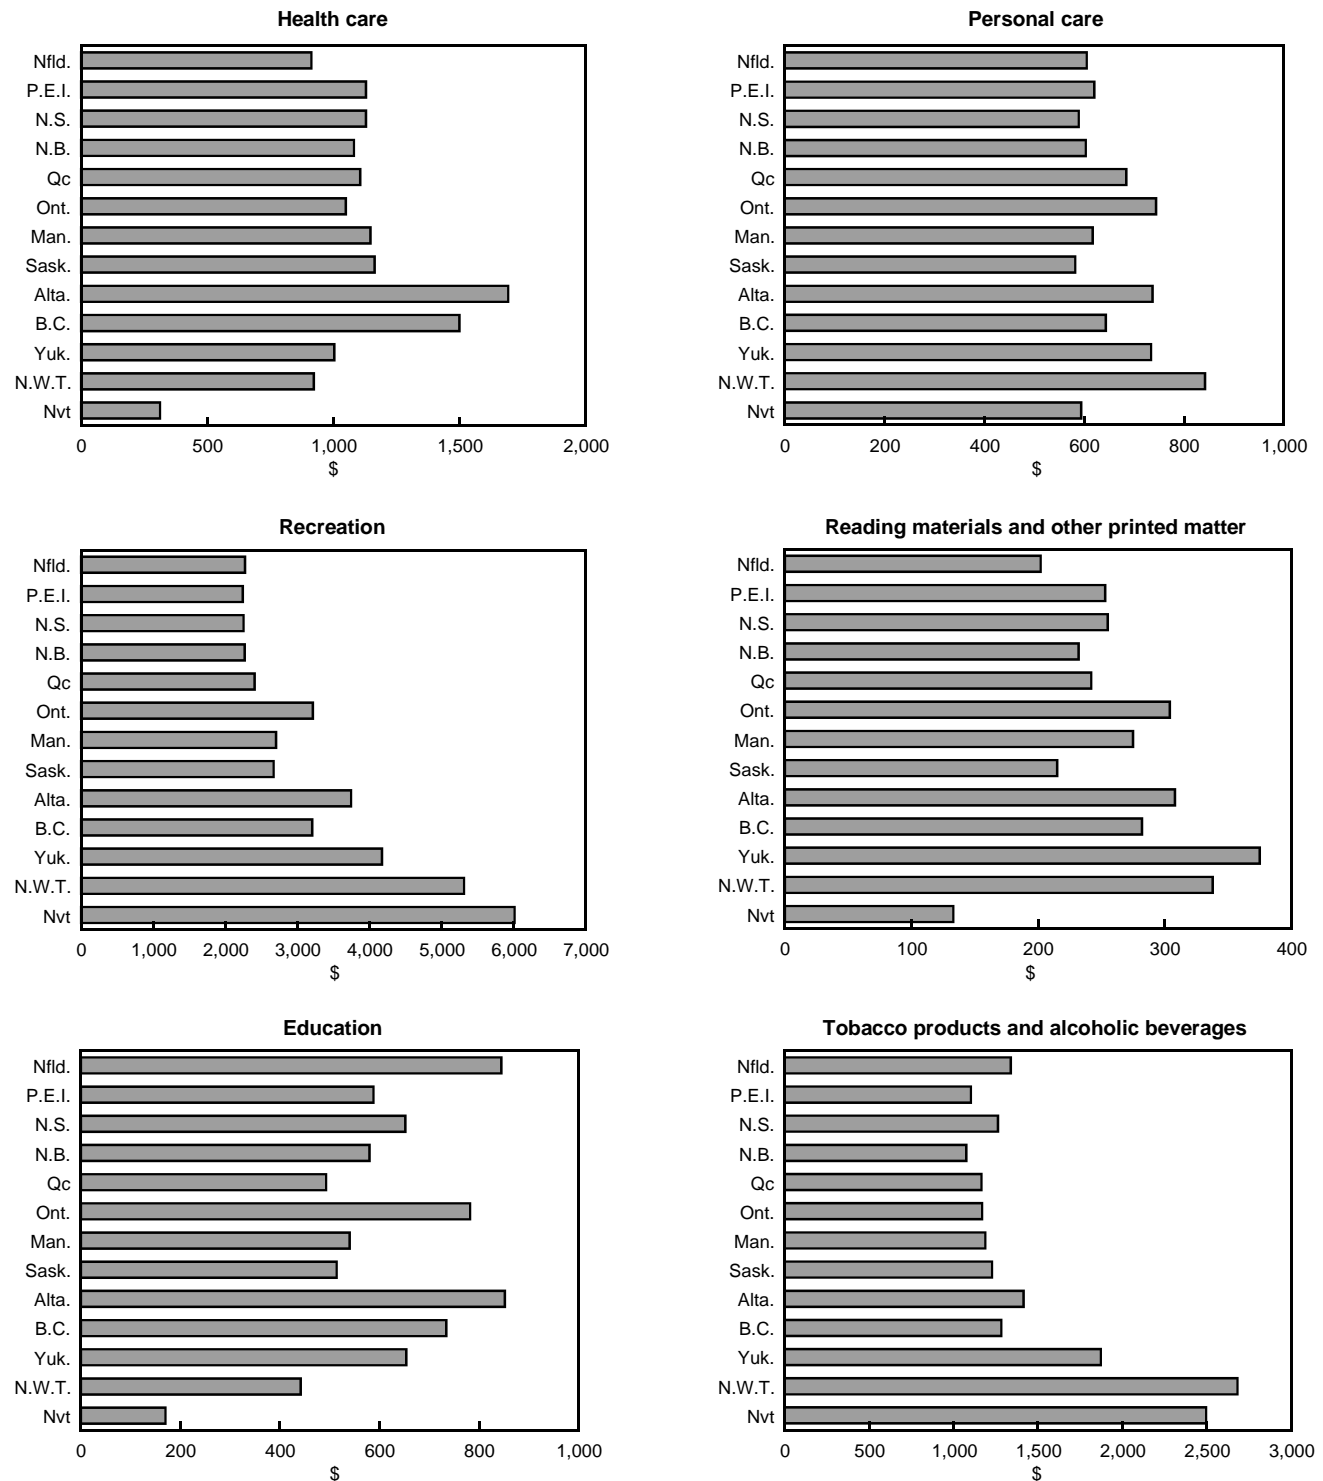 Health care
Nfld.
P.E.I.
N.S.
N.B.
Qc
Ont.
Man.
Sask.
Alta.
B.C.
Yuk.
N.W.T.
Nvt
0 500 1,000 1,500 2,000
$
Personal care
Nfld.
P.E.I.
N.S.
N.B.
Qc
Ont.
Man.
Sask.
Alta.
B.C.
Yuk.
N.W.T.
Nvt
0 200 400 600 800 1,000
$
Recreation
Nfld.
P.E.I.
N.S.
N.B.
Qc
Ont.
Man.
Sask.
Alta.
B.C.
Yuk.
N.W.T.
Nvt
0 1,000 2,000 3,000 4,000 5,000 6,000 7,000
$
Reading materials and other printed matter
Nfld.
P.E.I.
N.S.
N.B.
Qc
Ont.
Man.
Sask.
Alta.
B.C.
Yuk.
N.W.T.
Nvt
0 100 200 300 400
$
Education
Nfld.
P.E.I.
N.S.
N.B.
Qc
Ont.
Man.
Sask.
Alta.
B.C.
Yuk.
N.W.T.
Nvt
0 200 400 600 800 1,000
$
Tobacco products and alcoholic beverages
Nfld.
P.E.I.
N.S.
N.B.
Qc
Ont.
Man.
Sask.
Alta.
B.C.
Yuk.
N.W.T.
Nvt
0 500 1,000 1,500 2,000 2,500 3,000
$